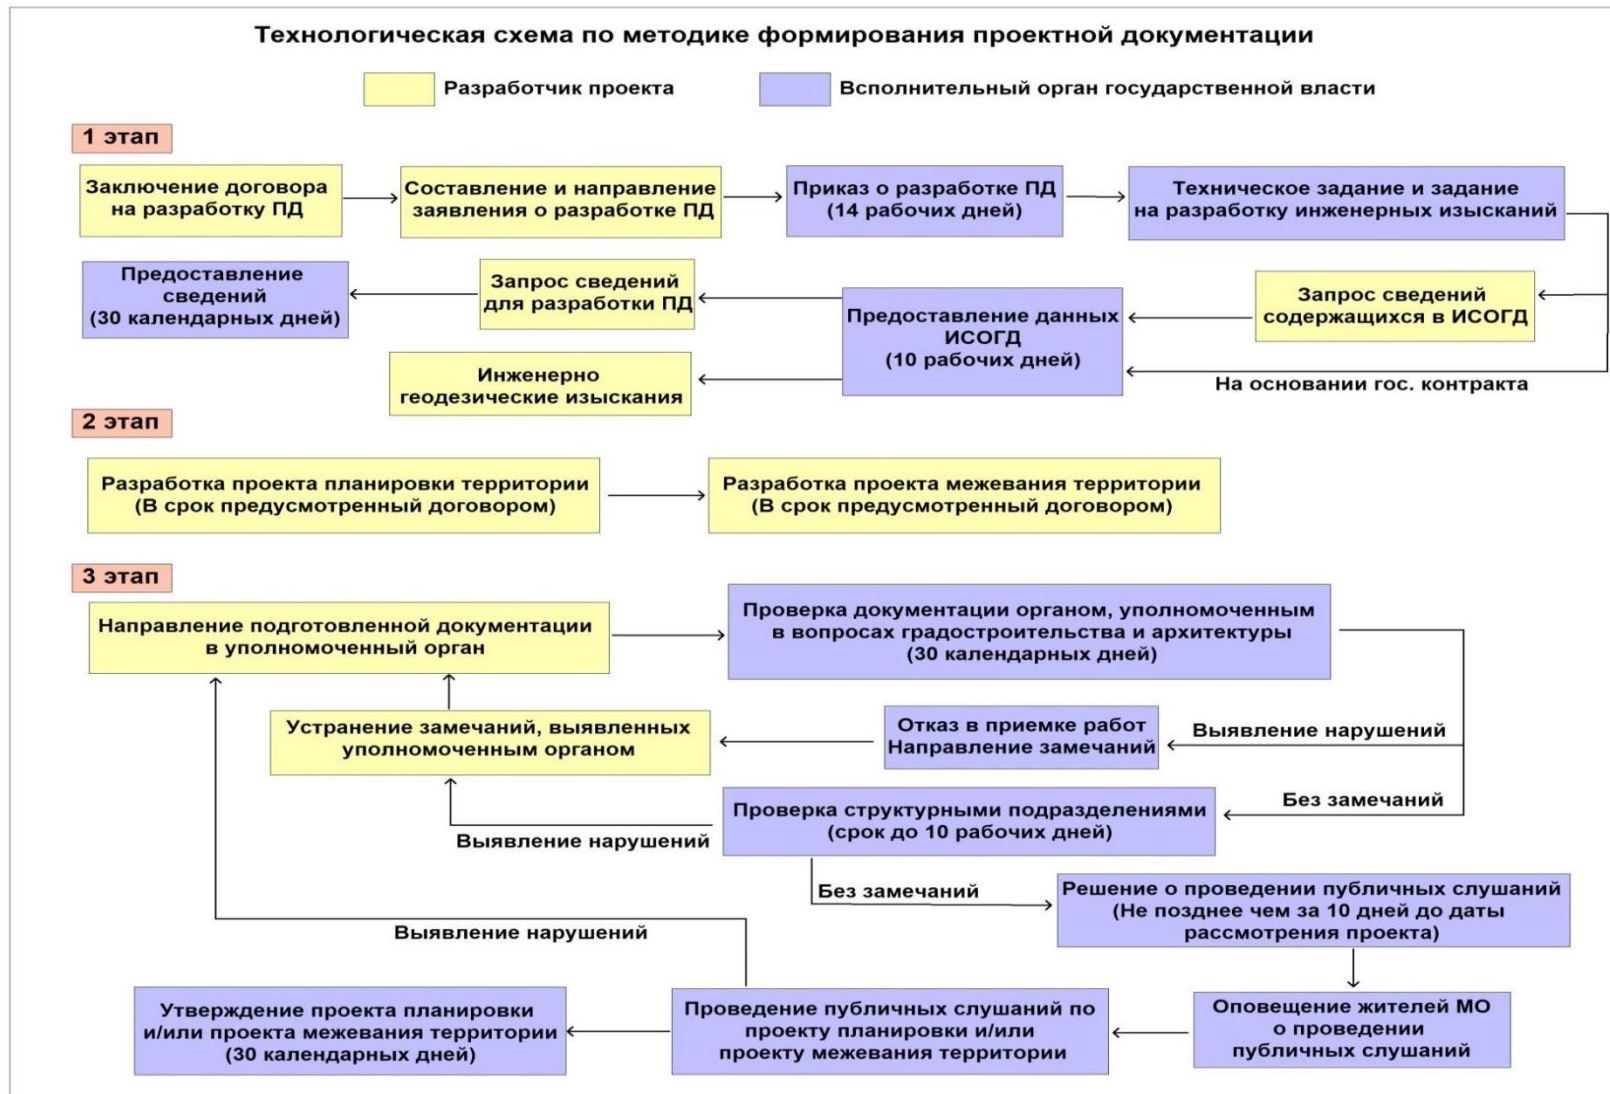 Технологическая схема по методике формирования проектной документации
Разработчик проекта
Всполнительный орган государственной власти
1 этап
Заключение договора
на разработку ПД
Составление и направление
заявления о разработке ПД
Приказ о разработке ПД
(14 рабочих дней)
Техническое задание и задание
на разработку инженерных изысканий
Предоставление
сведений
(30 календарных дней)
Запрос сведений
для разработки ПД
Предоставление данных
ИСОГД
(10 рабочих дней)
Запрос сведений
содержащихся в ИСОГД
Инженерно
геодезические изыскания
На основании гос. контракта
2 этап
Разработка проекта планировки территории
(В срок предусмотренный договором)
Разработка проекта межевания территории
(В срок предусмотренный договором)
3 этап
Направление подготовленной документации
в уполномоченный орган
Проверка документации органом, уполномоченным
в вопросах градостроительства и архитектуры
(30 календарных дней)
Устранение замечаний, выявленных
уполномоченным органом
Отказ в приемке работ
Направление замечаний
Выявление нарушений
Без замечаний
Проверка структурными подразделениями
(срок до 10 рабочих дней)
Выявление нарушений
Без замечаний
Решение о проведении публичных слушаний
(Не позднее чем за 10 дней до даты
рассмотрения проекта)
Выявление нарушений
Утверждение проекта планировки
и/или проекта межевания территории
(30 календарных дней)
Проведение публичных слушаний по
проекту планировки и/или
проекту межевания территории
Оповещение жителей МО
о проведении
публичных слушаний